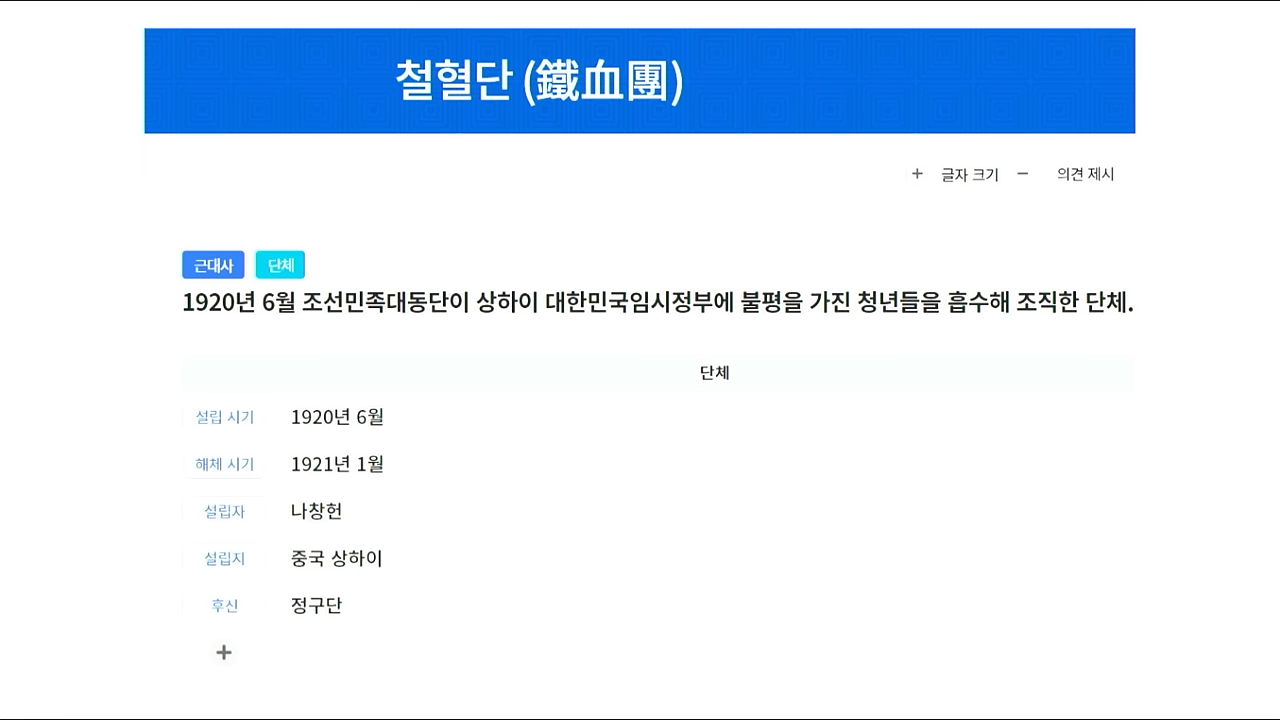 철혈단 (鐵血團)
+ 글자 크기 − 의견 제시
근대사 단체
1920년 6월 조선민족대동단이 상하이 대한민국임시정부에 불평을 가진 청년들을 흡수해 조직한 단체.
단체
설립 시기 1920년 6월
해체 시기 1921년 1월
설립자 나창헌
설립지 중국 상하이
후신 정구단
+